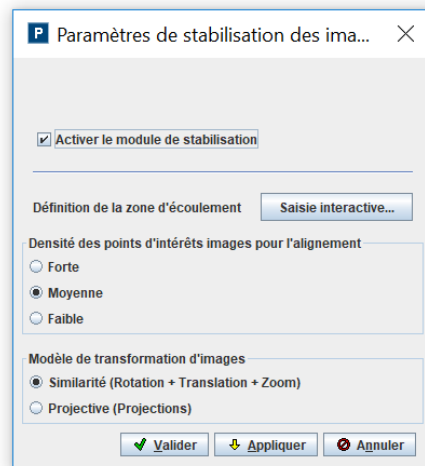 P Paramètres de stabilisation des ima...
Activer le module de stabilisation
Définition de la zone d'écoulement Saisie interactive...
Densité des points d'intérêts images pour l'alignement
Forte
Moyenne
Faible
Modèle de transformation d'images
Similarité (Rotation + Translation + Zoom)
Projective (Projections)
Valider Appliquer Annuler